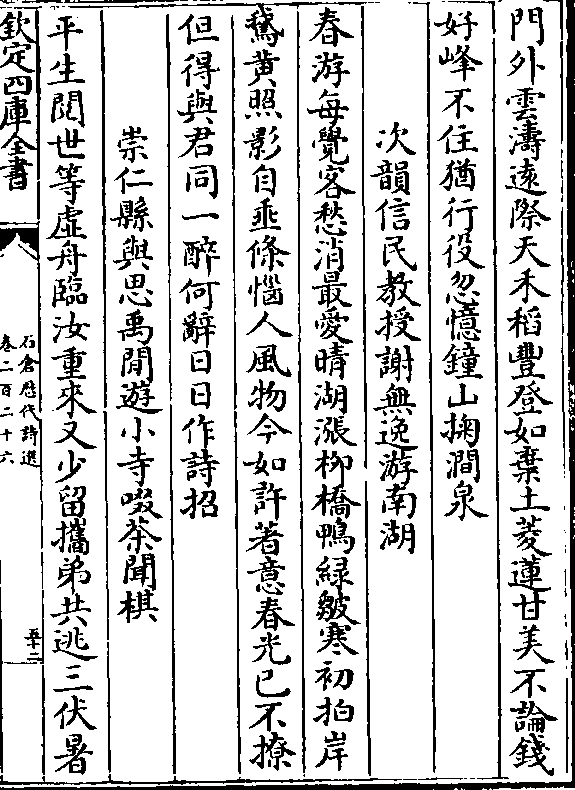 門外雲濤遠際天禾稻豐登如棄土菱蓮甘美不論錢
好峰不住猶行役忽憶鐘山掬澗泉
次韻信民教授謝無逸游南湖
春游每覺客愁消最愛晴湖漲柳橋鴨綠皺寒初拍岸
鵞黄照影自垂條惱人風物今如許著意春光已不撩
但得與君同一醉何辭日日作詩招
崇仁縣與思禹閒遊小寺啜茶聞棋
平生閱世等虛舟臨汝重來又少留攜弟共逃三伏暑
欽定四庫全書
石倉歴代詩選
卷二百二十六
五十二